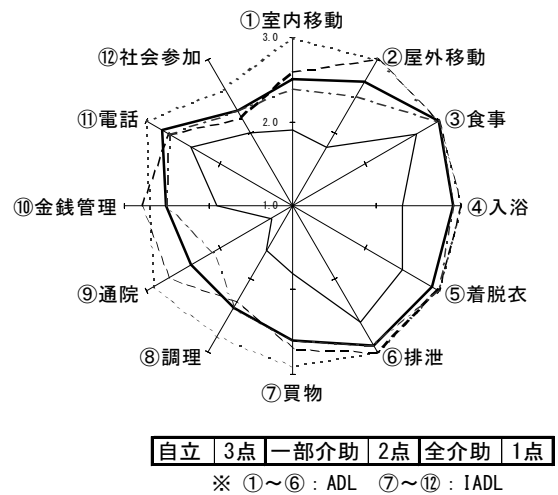 ①室内移動
3.0
⑫社会参加
②屋外移動
⑪電話
2.0
③食事
⑩金銭管理
1.0
④入浴
⑨通院
⑤着脱衣
⑧調理
⑥排泄
⑦買物
自立 3点 一部介助 2点 全介助 1点
※ ①～⑥：ADL ⑦～⑫：IADL